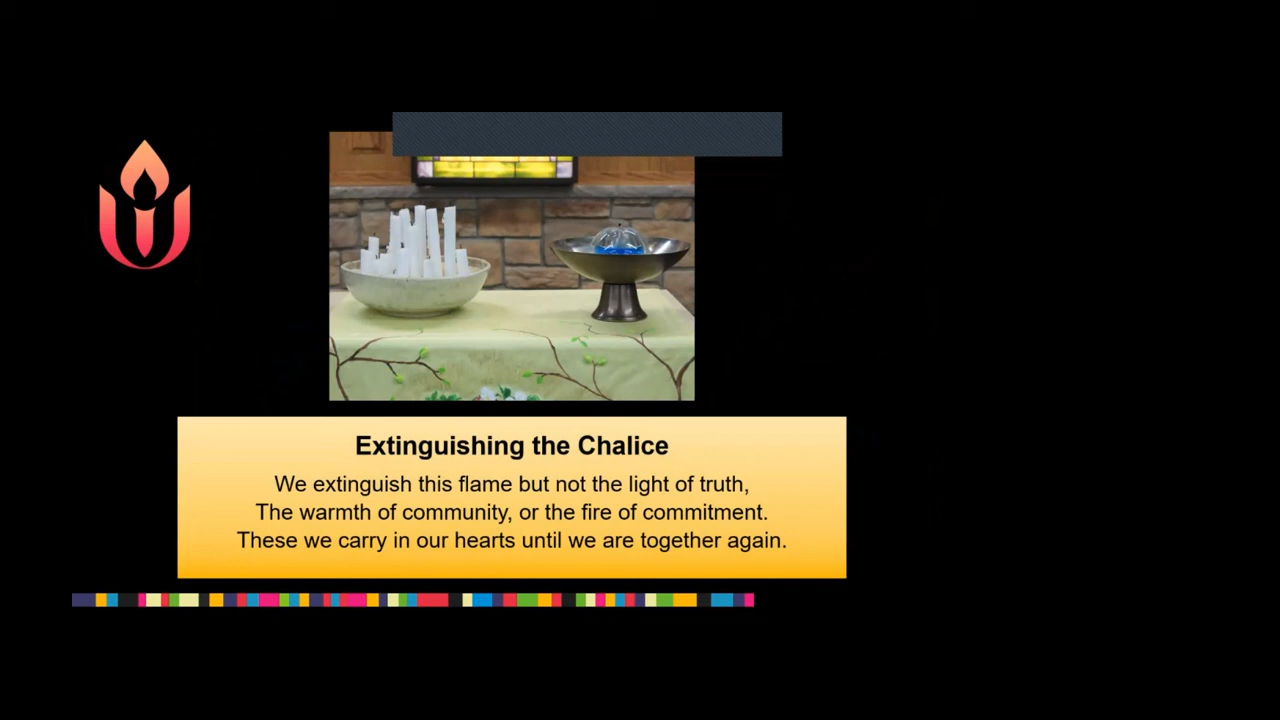 Extinguishing the Chalice
We extinguish this flame but not the light of truth,
The warmth of community, or the fire of commitment.
These we carry in our hearts until we are together again.